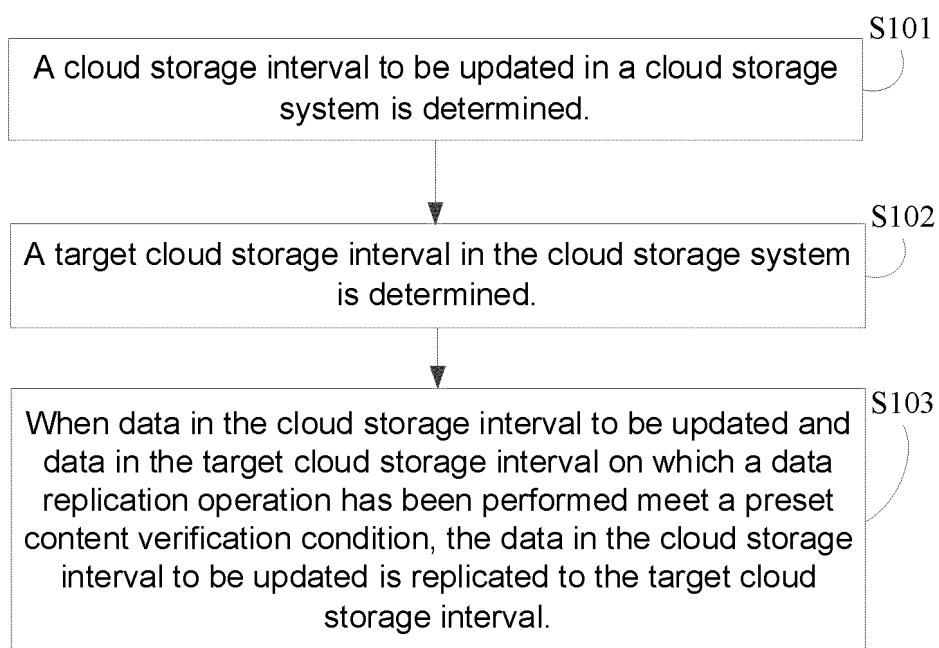 S101
A cloud storage interval to be updated in a cloud storage
system is determined.
S102
A target cloud storage interval in the cloud storage system
is determined.
S103
When data in the cloud storage interval to be updated and
data in the target cloud storage interval on which a data
replication operation has been performed meet a preset
content verification condition, the data in the cloud storage
interval to be updated is replicated to the target cloud
storage interval.